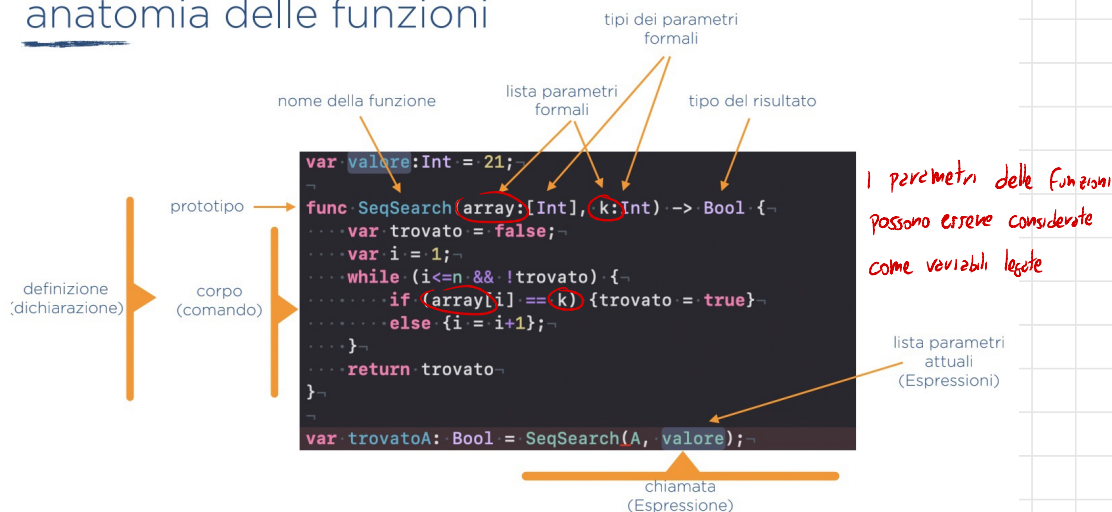 anatomia delle funzioni
tipi dei parametri
formali
nome della funzione
lista parametri
formali
tipo del risultato
var valore:Int = 21;
prototipo
func SeqSearch(array:[Int], k:Int) -> Bool {
var trovato = false;
var i = 1;
while (i<=n && !trovato) {
if (array[i] == k) {trovato = true}
else {i = i+1};
}
return trovato
}
var trovatoA: Bool = SeqSearch(A, valore);
definizione
(dichiarazione)
corpo
(comando)
I parametri delle funzioni
possono essere considerate
come variabili legate
lista parametri
attuali
(Espressioni)
chiamata
(Espressione)